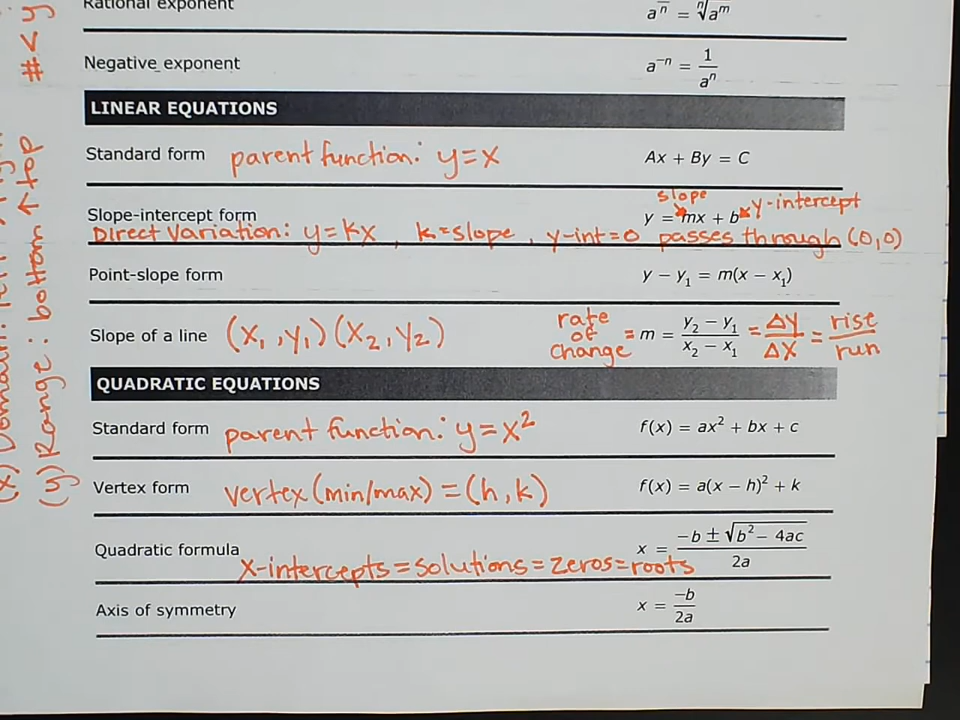 Rational exponent a^(m/n) = ⁿ√a^m
Negative exponent a⁻ⁿ = 1/aⁿ
LINEAR EQUATIONS
Standard form parent function: y=x Ax + By = C
slope
Slope-intercept form y = mx + b y-intercept
Direct Variation: y=kx , k=slope, y-int=0 passes through (0,0)
Point-slope form y − y₁ = m(x − x₁)
Slope of a line (x₁,y₁)(x₂,y₂) rate of change = m = (y₂ − y₁)/(x₂ − x₁) = Δy/Δx = rise/run
QUADRATIC EQUATIONS
Standard form parent function: y=x² f(x) = ax² + bx + c
Vertex form vertex(min/max)=(h,k) f(x) = a(x − h)² + k
Quadratic formula x = (−b ± √(b² − 4ac))/2a
x-intercepts=solutions=zeros=roots
Axis of symmetry x = −b/2a
(y) Range: bottom ↑ top #< y
(x) Domain: